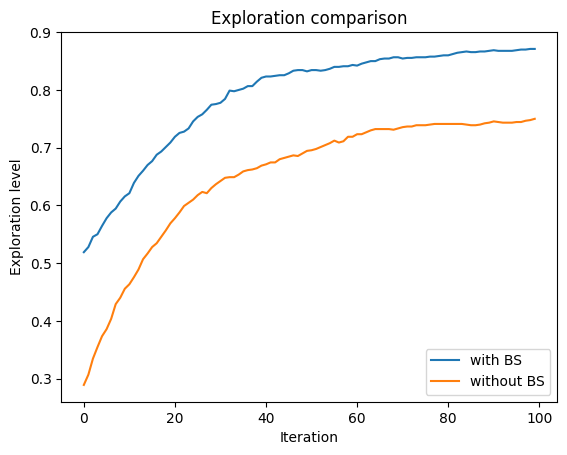 Exploration comparison
Exploration level
0.9
0.8
0.7
0.6
0.5
0.4
0.3
0 20 40 60 80 100
Iteration
with BS
without BS